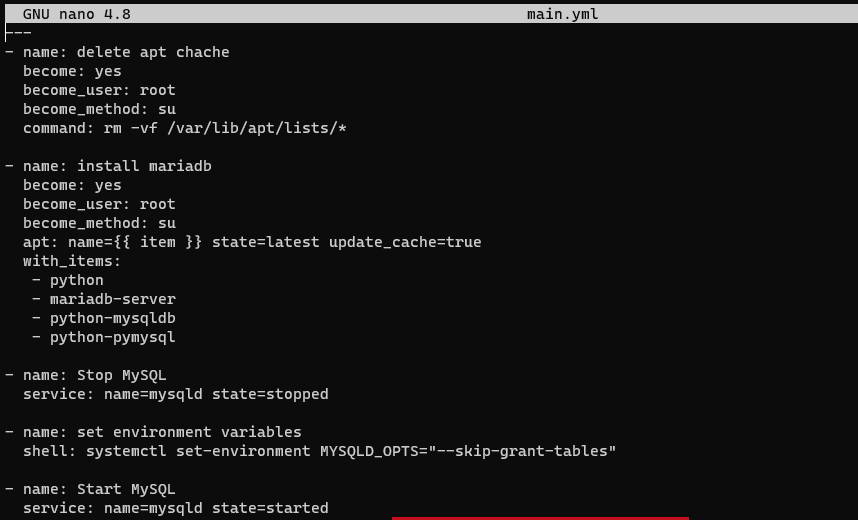 GNU nano 4.8 main.yml
---
- name: delete apt chache
  become: yes
  become_user: root
  become_method: su
  command: rm -vf /var/lib/apt/lists/*

- name: install mariadb
  become: yes
  become_user: root
  become_method: su
  apt: name={{ item }} state=latest update_cache=true
  with_items:
   - python
   - mariadb-server
   - python-mysqldb
   - python-pymysql

- name: Stop MySQL
  service: name=mysqld state=stopped

- name: set environment variables
  shell: systemctl set-environment MYSQLD_OPTS="--skip-grant-tables"

- name: Start MySQL
  service: name=mysqld state=started